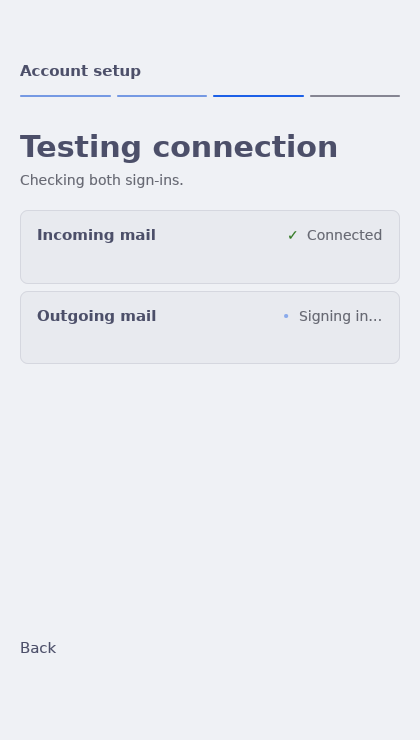 Account setup
Testing connection
Checking both sign-ins.
Incoming mail ✓ Connected
Outgoing mail • Signing in…
Back